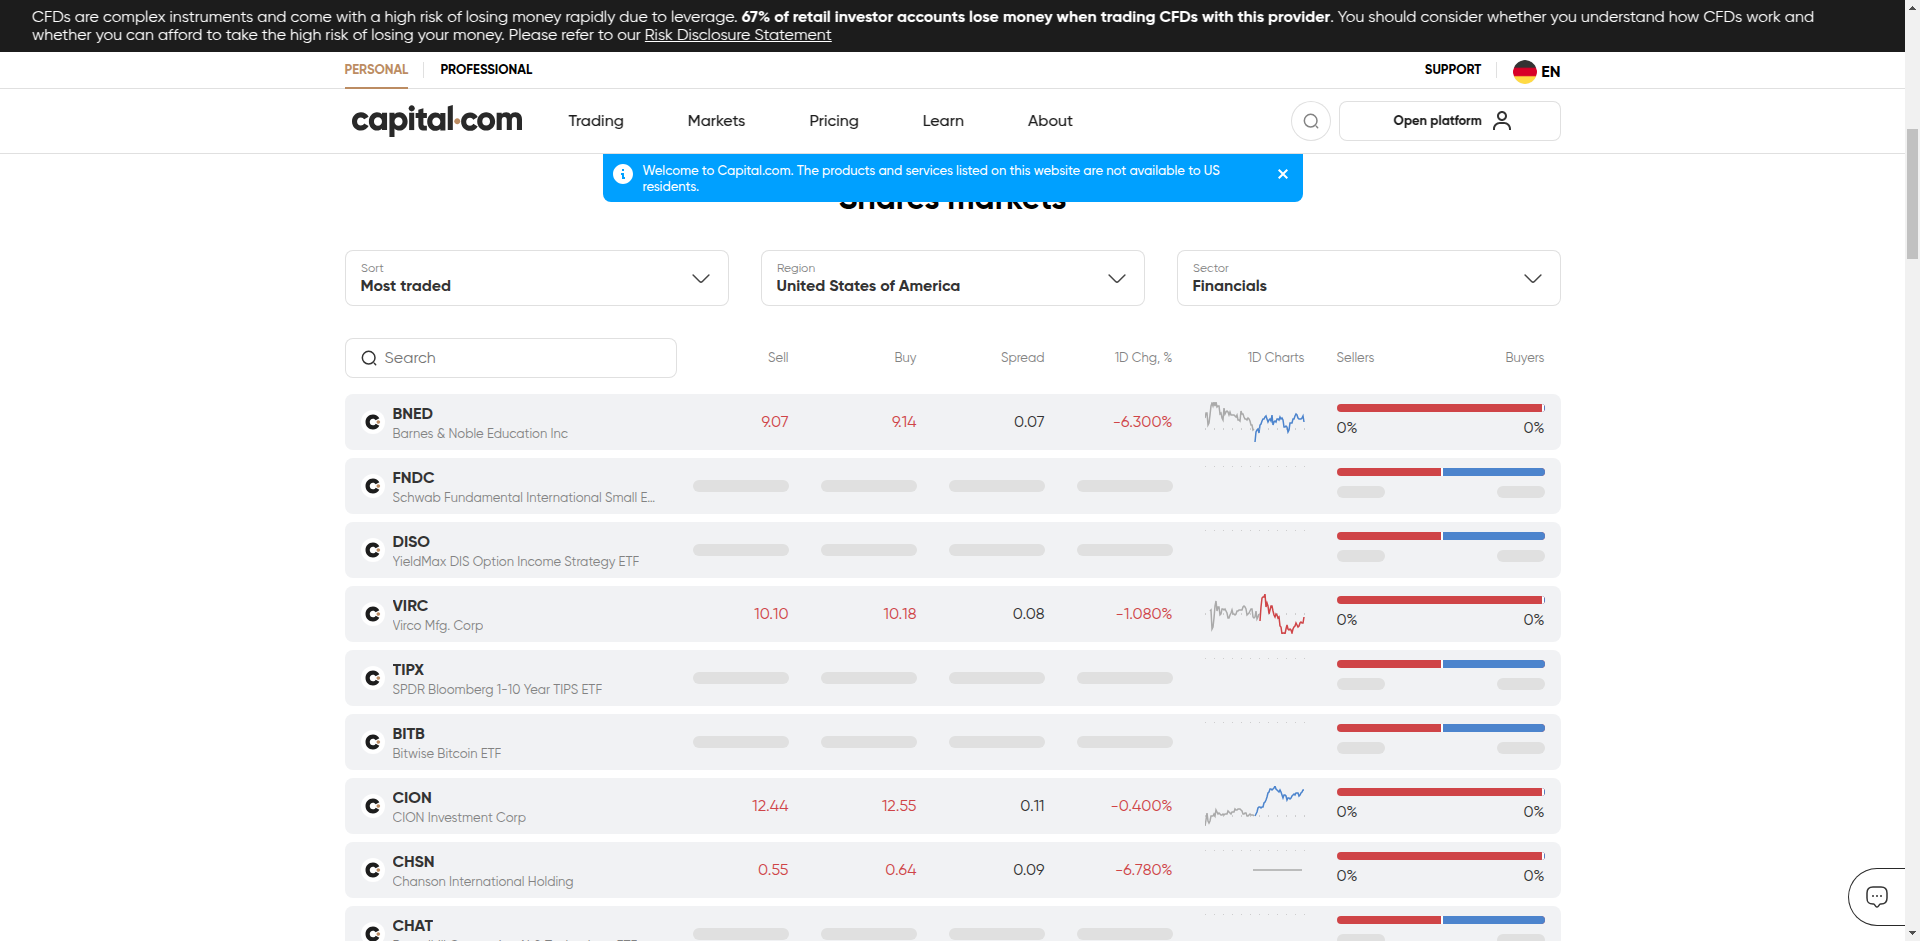 CFDs are complex instruments and come with a high risk of losing money rapidly due to leverage. 67% of retail investor accounts lose money when trading CFDs with this provider. You should consider whether you understand how CFDs work and
whether you can afford to take the high risk of losing your money. Please refer to our Risk Disclosure Statement
PERSONAL PROFESSIONAL SUPPORT EN
capital.com Trading Markets Pricing Learn About Open platform
Welcome to Capital.com. The products and services listed on this website are not available to US
residents.
Shares markets
Sort Region Sector
Most traded United States of America Financials
Search Sell Buy Spread 1D Chg, % 1D Charts Sellers Buyers
BNED
Barnes & Noble Education Inc
9.07 9.14 0.07 -6.300% 0% 0%
FNDC
Schwab Fundamental International Small E...
DISO
YieldMax DIS Option Income Strategy ETF
VIRC
Virco Mfg. Corp
10.10 10.18 0.08 -1.080% 0% 0%
TIPX
SPDR Bloomberg 1-10 Year TIPS ETF
BITB
Bitwise Bitcoin ETF
CION
CION Investment Corp
12.44 12.55 0.11 -0.400% 0% 0%
CHSN
Chanson International Holding
0.55 0.64 0.09 -6.780% 0% 0%
CHAT